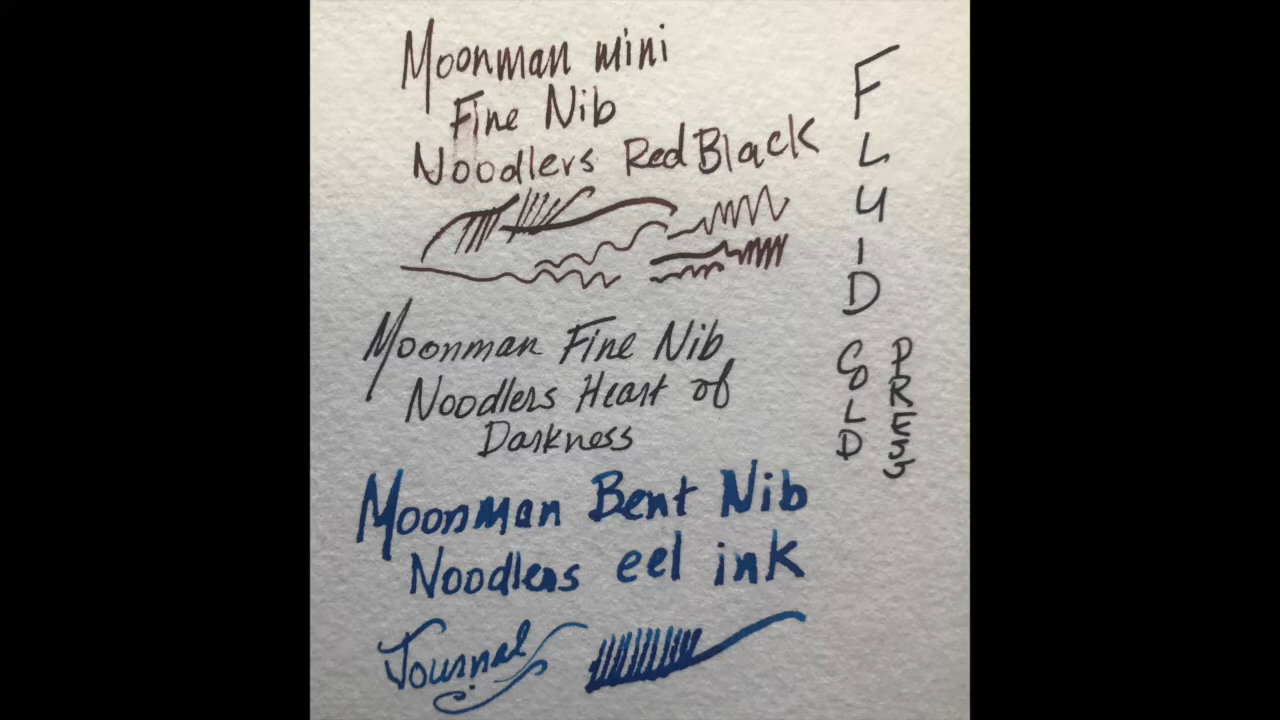 Moonman mini
Fine Nib
Noodlers Red Black
Moonman Fine Nib
Noodlers Heart of
Darkness
Moonman Bent Nib
Noodlers eel ink
Journal
FLUID
COLD
PRESS